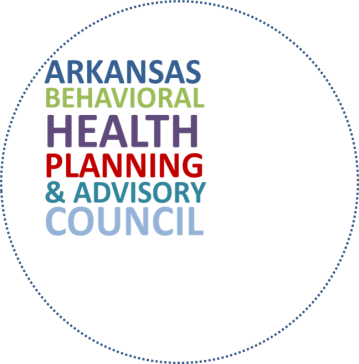 ARKANSAS
BEHAVIORAL
HEALTH
PLANNING
& ADVISORY
COUNCIL